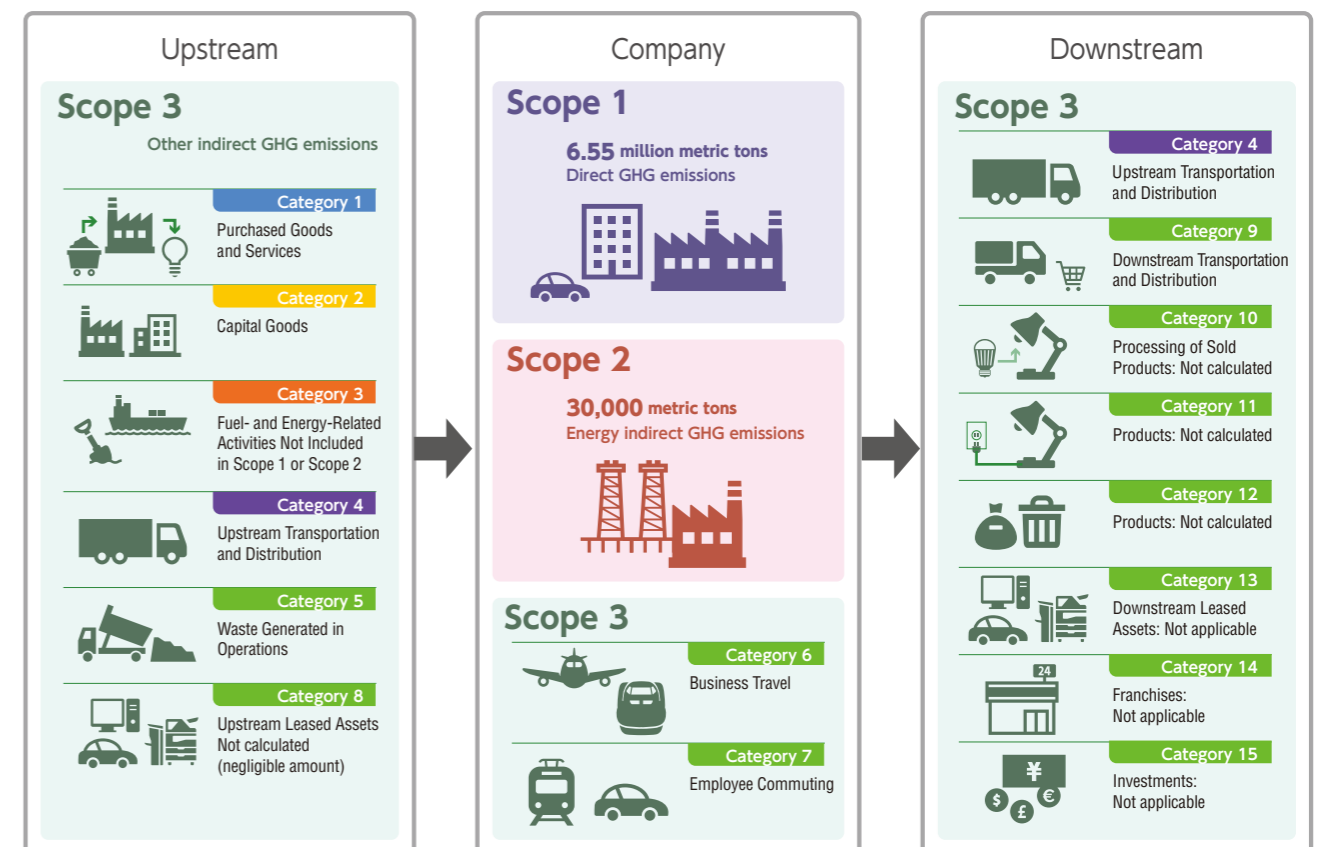 Upstream
Scope 3
Other indirect GHG emissions
Category 1
Purchased Goods
and Services
Category 2
Capital Goods
Category 3
Fuel- and Energy-Related
Activities Not Included
in Scope 1 or Scope 2
Category 4
Upstream Transportation
and Distribution
Category 5
Waste Generated in
Operations
Category 8
Upstream Leased Assets
Not calculated
(negligible amount)
Company
Scope 1
6.55 million metric tons
Direct GHG emissions
Scope 2
30,000 metric tons
Energy indirect GHG emissions
Scope 3
Category 6
Business Travel
Category 7
Employee Commuting
Downstream
Scope 3
Category 4
Upstream Transportation
and Distribution
Category 9
Downstream Transportation
and Distribution
Category 10
Processing of Sold
Products: Not calculated
Category 11
Products: Not calculated
Category 12
Products: Not calculated
Category 13
Downstream Leased
Assets: Not applicable
Category 14
24
Franchises:
Not applicable
Category 15
¥
$
£
€
Investments:
Not applicable